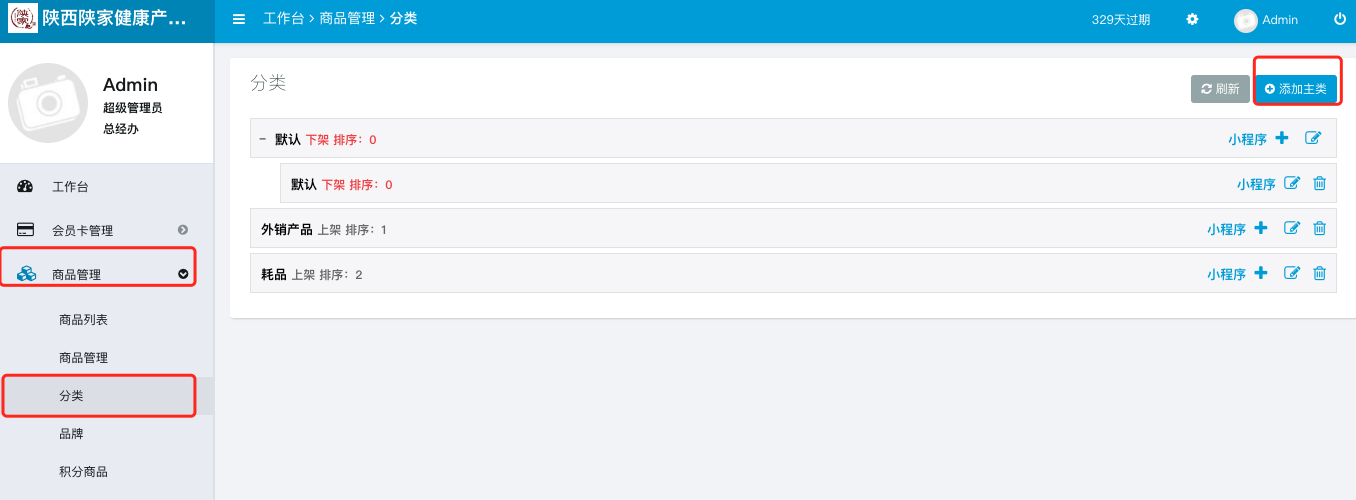 陕西陕家健康产...
工作台 > 商品管理 > 分类
329天过期
Admin
Admin
超级管理员
总经办
工作台
会员卡管理
商品管理
商品列表
商品管理
分类
品牌
积分商品
分类
刷新
添加主类
− 默认 下架 排序：0 小程序
默认 下架 排序：0 小程序
外销产品 上架 排序：1 小程序
耗品 上架 排序：2 小程序